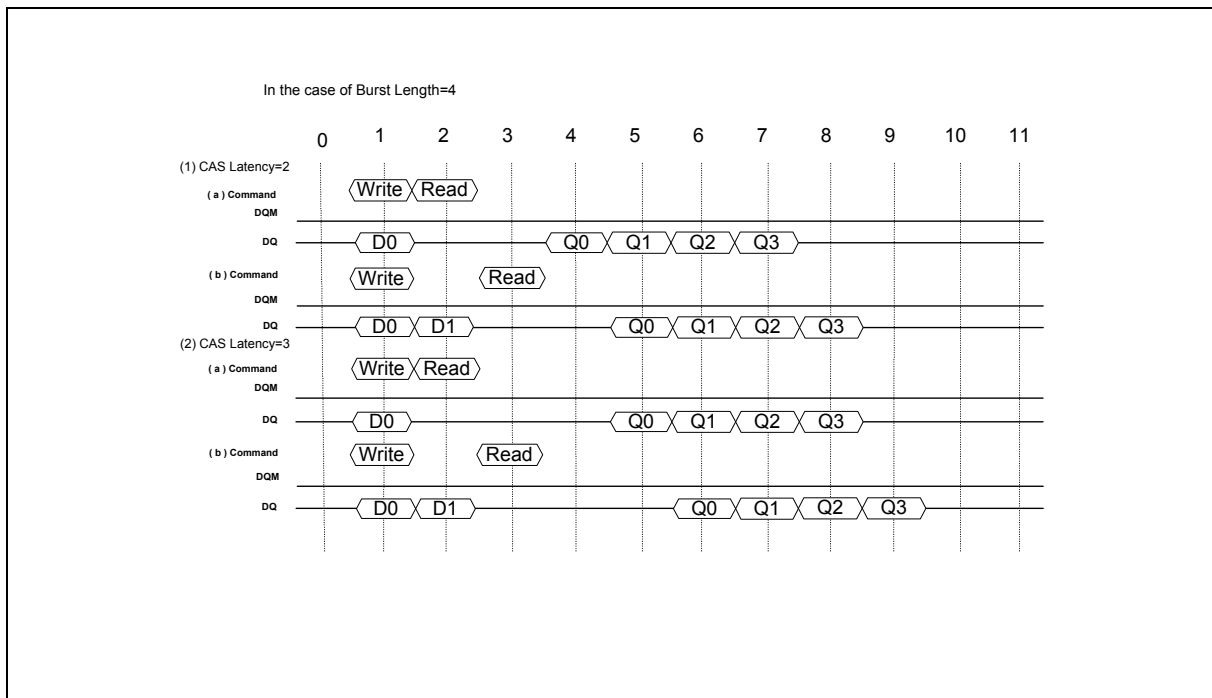 In the case of Burst Length=4
0 1 2 3 4 5 6 7 8 9 10 11
(1) CAS Latency=2
( a ) Command Write Read
DQM
DQ D0 Q0 Q1 Q2 Q3
( b ) Command Write Read
DQM
DQ D0 D1 Q0 Q1 Q2 Q3
(2) CAS Latency=3
( a ) Command Write Read
DQM
DQ D0 Q0 Q1 Q2 Q3
( b ) Command Write Read
DQM
DQ D0 D1 Q0 Q1 Q2 Q3